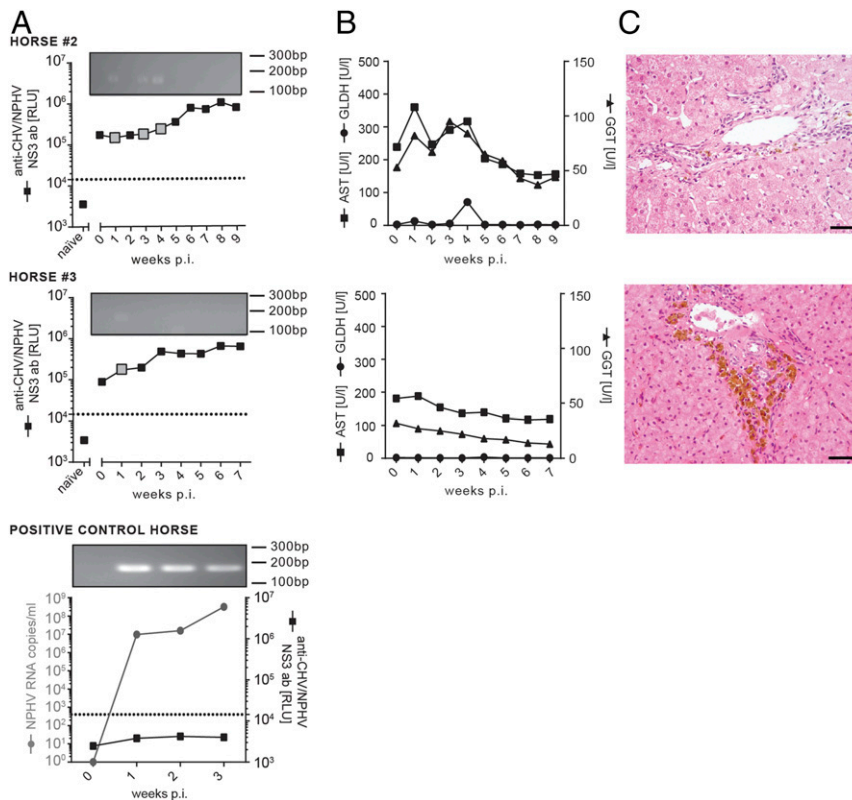 A
B
C
HORSE #2
300bp
200bp
100bp
anti-CHV/NPHV
NS3 ab [RLU]
10⁷
10⁶
10⁵
10⁴
10³
naïve
0 1 2 3 4 5 6 7 8 9
weeks p.i.
AST [U/l]
GLDH [U/l]
500
400
300
200
100
0
150
100
50
0
GGT [U/l]
0 1 2 3 4 5 6 7 8 9
weeks p.i.
HORSE #3
300bp
200bp
100bp
anti-CHV/NPHV
NS3 ab [RLU]
10⁷
10⁶
10⁵
10⁴
10³
naïve
0 1 2 3 4 5 6 7
weeks p.i.
AST [U/l]
GLDH [U/l]
500
400
300
200
100
0
150
100
50
0
GGT [U/l]
0 1 2 3 4 5 6 7
weeks p.i.
POSITIVE CONTROL HORSE
300bp
200bp
100bp
NPHV RNA copies/ml
10⁹
10⁸
10⁷
10⁶
10⁵
10⁴
10³
10²
10¹
10⁰
10⁷
10⁶
10⁵
10⁴
10³
anti-CHV/NPHV
NS3 ab [RLU]
0 1 2 3
weeks p.i.